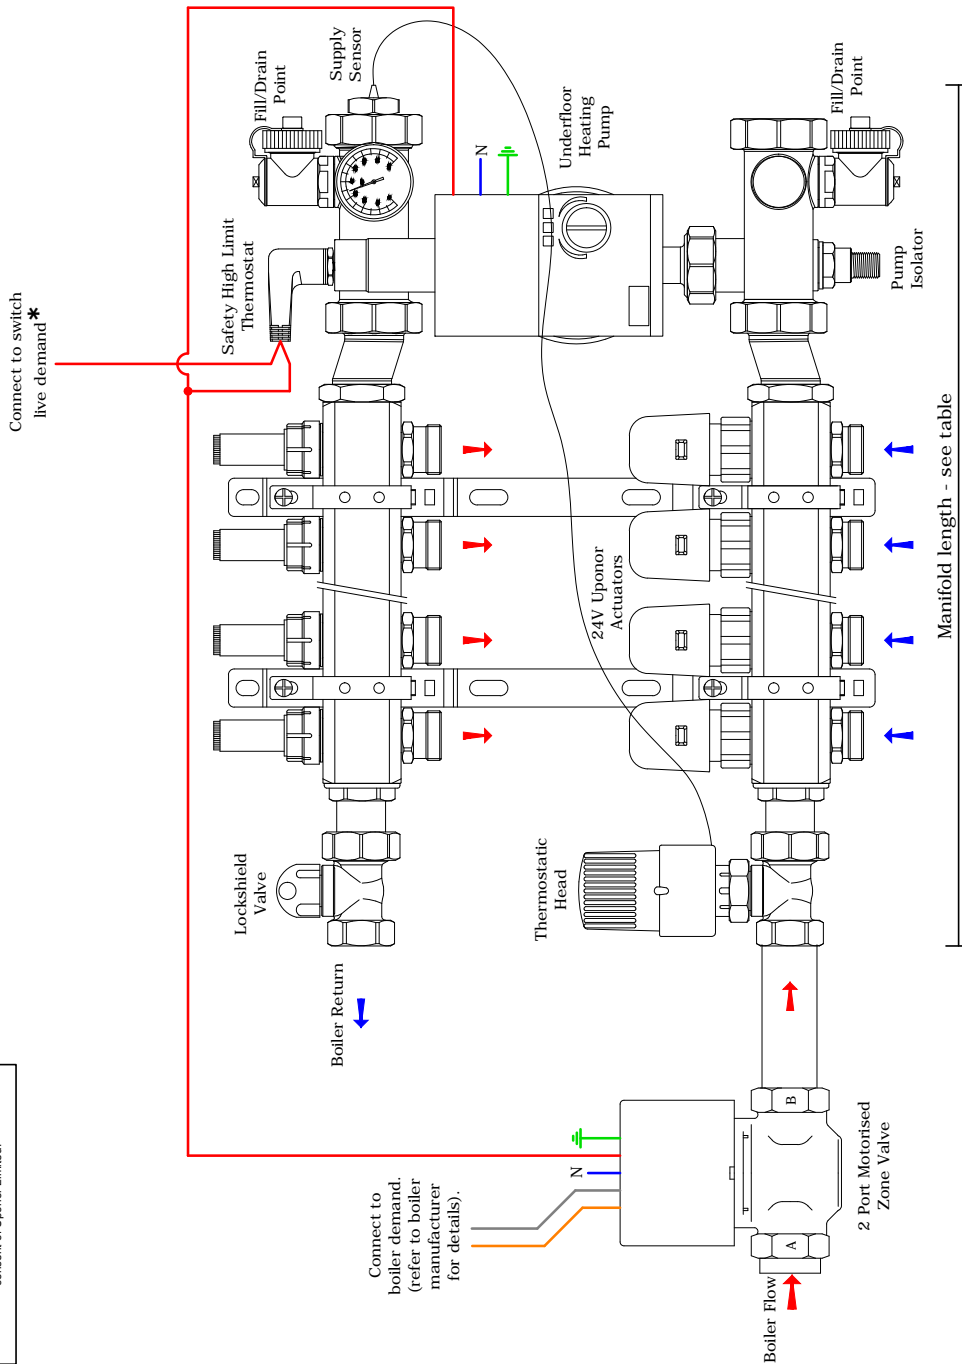 Connect to switch
live demand*
Fill/Drain
Point
Supply
Sensor
Safety High Limit
Thermostat
N
Underfloor
Heating
Pump
Fill/Drain
Point
Pump
Isolator
24V Uponor
Actuators
Manifold length - see table
Lockshield
Valve
Thermostatic
Head
Boiler Return
Connect to
boiler demand.
(refer to boiler
manufacturer
for details).
N
B
A
2 Port Motorised
Zone Valve
Boiler Flow